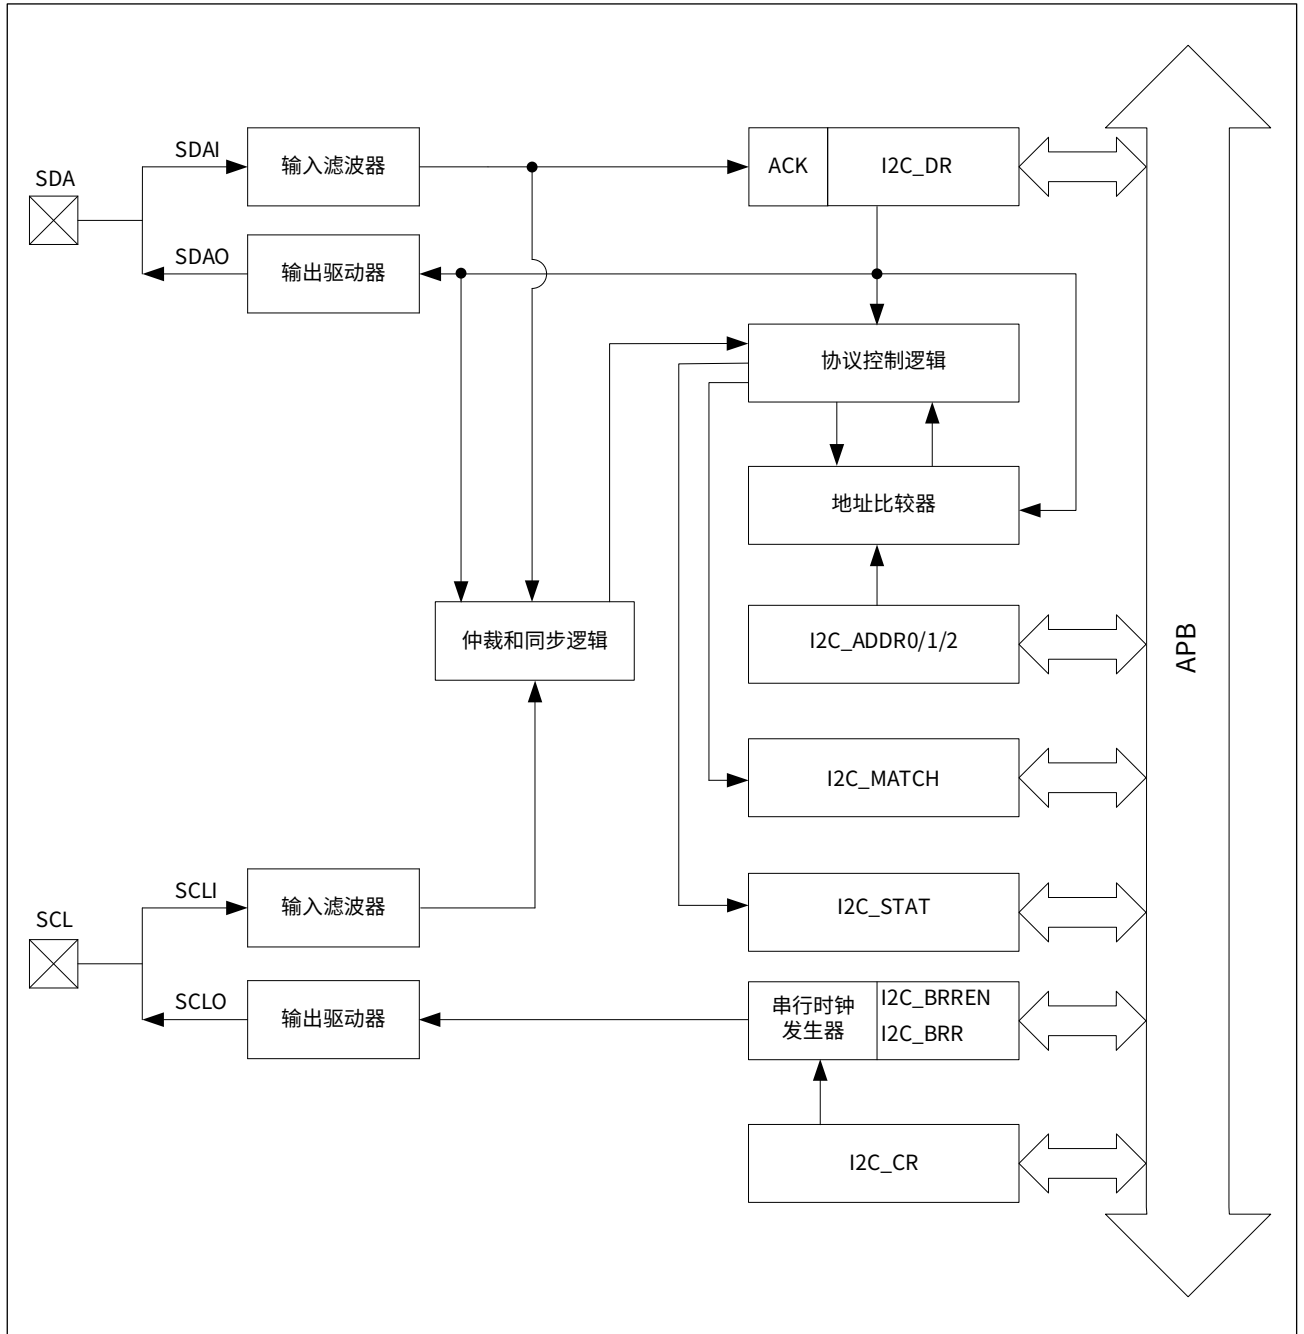 SDA
SDAI
输入滤波器
SDAO
输出驱动器
ACK
I2C_DR
协议控制逻辑
地址比较器
仲裁和同步逻辑
I2C_ADDR0/1/2
APB
I2C_MATCH
SCL
SCLI
输入滤波器
I2C_STAT
SCLO
输出驱动器
串行时钟
发生器
I2C_BRREN
I2C_BRR
I2C_CR